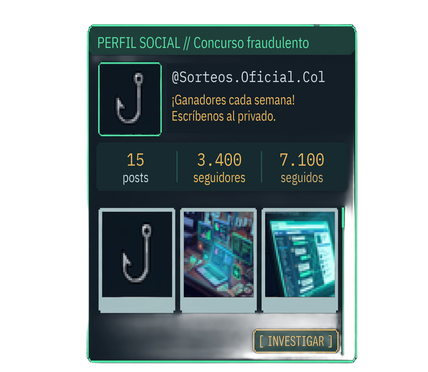 PERFIL SOCIAL // Concurso fraudulento
@Sorteos.Oficial.Col
¡Ganadores cada semana!
Escríbenos al privado.
15 3.400 7.100
posts seguidores seguidos
[ INVESTIGAR ]